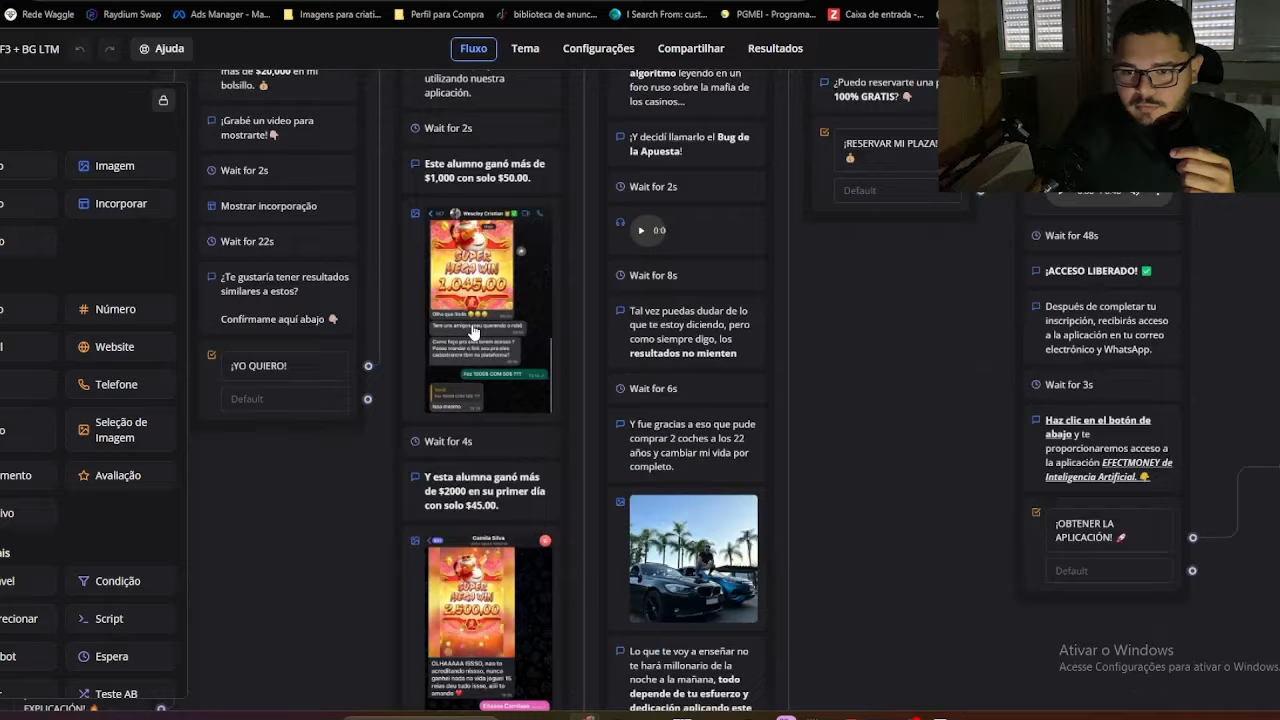 Rede Waggle
Raydium Swap
Ads Manager - Ma...
Imagens para criati...
Perfil para Compra
biblioteca de anunc...
I Search From: cust...
Programa...
Caixa de entrada -...
F3 + BG LTM
Ajuda
Fluxo
Tema
Configurações
Compartilhar
Resultados
Imagem
Incorporar
Número
Website
Telefone
Seleção de
Imagem
Avaliação
Condição
Script
Espera
Teste AB
más de $20,000 en mi
bolsillo. 💰
¡Grabé un video para
mostrarte!👇🏻
Wait for 2s
Mostrar incorporação
Wait for 22s
¿Te gustaría tener resultados
similares a estos?
Confírmame aquí abajo 👇🏻
¡YO QUIERO!
Default
utilizando nuestra
aplicación.
Wait for 2s
Este alumno ganó más de
$1,000 con solo $50.00.
Wescley Cristian
SUPER
MEGA WIN
1.045,00
Olha que lindo
Wait for 4s
Y esta alumna ganó más
de $2000 en su primer día
con solo $45.00.
Camila Silva
SUPER
MEGA WIN
2.500,00
algoritmo leyendo en un
foro ruso sobre la mafia de
los casinos...
¡Y decidí llamarlo el Bug de
la Apuesta!
Wait for 2s
0:0
Wait for 8s
Tal vez puedas dudar de lo
que te estoy diciendo, pero
como siempre digo, los
resultados no mienten
Wait for 6s
Y fue gracias a eso que pude
comprar 2 coches a los 22
años y cambiar mi vida por
completo.
Lo que te voy a enseñar no
te hará millonario de la
noche a la mañana, todo
depende de tu esfuerzo y
dedicación aplicando este
¿Puedo reservarte una
100% GRATIS? 👇🏻
¡RESERVAR MI PLAZA!
💰
Default
Wait for 48s
¡ACCESO LIBERADO! ✅
Después de completar tu
inscripción, recibirás acceso
a la aplicación en tu correo
electrónico y WhatsApp.
Wait for 3s
Haz clic en el botón de
abajo y te
proporcionaremos acceso a
la aplicación EFECTMONEY de
Inteligencia Artificial. 👇
¡OBTENER LA
APLICACIÓN! 🚀
Default
Ativar o Windows
Acesse Configurações para ativar o Windows.